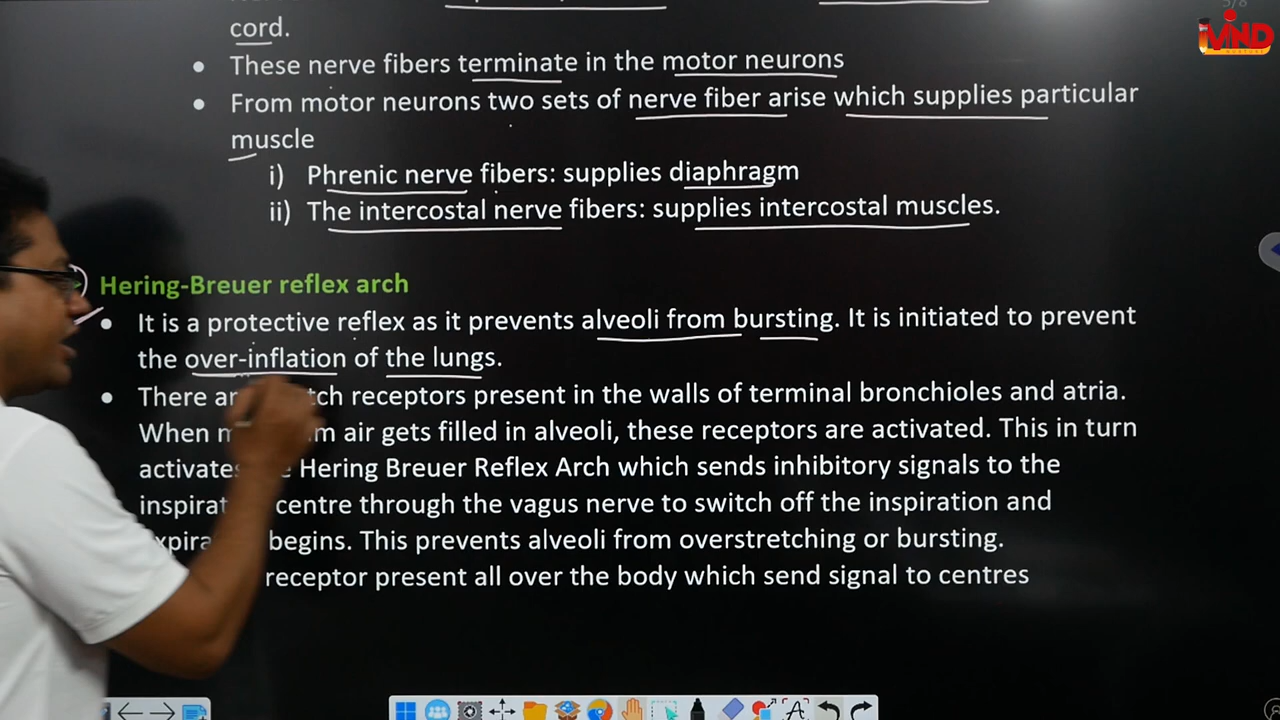 cord.
These nerve fibers terminate in the motor neurons
From motor neurons two sets of nerve fiber arise which supplies particular
muscle
i) Phrenic nerve fibers: supplies diaphragm
ii) The intercostal nerve fibers: supplies intercostal muscles.
Hering-Breuer reflex arch
It is a protective reflex as it prevents alveoli from bursting. It is initiated to prevent
the over-inflation of the lungs.
There receptors present in the walls of terminal bronchioles and atria.
When air gets filled in alveoli, these receptors are activated. This in turn
Hering Breuer Reflex Arch which sends inhibitory signals to the
centre through the vagus nerve to switch off the inspiration and
begins. This prevents alveoli from overstretching or bursting.
receptor present all over the body which send signal to centres